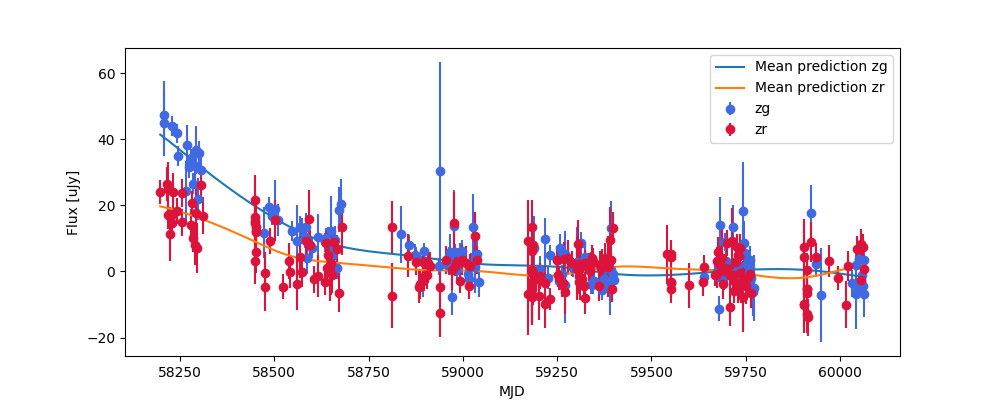 Mean prediction zg
Mean prediction zr
zg
zr
Flux [uJy]
60
40
20
0
−20
58250 58500 58750 59000 59250 59500 59750 60000
MJD